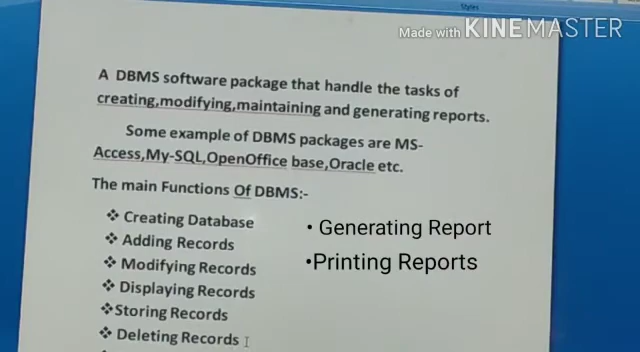 Styles
Made with KINEMASTER
A DBMS software package that handle the tasks of
creating,modifying,maintaining and generating reports.
Some example of DBMS packages are MS-
Access,My-SQL,OpenOffice base,Oracle etc.
The main Functions Of DBMS:-
❖ Creating Database
❖ Adding Records
❖ Modifying Records
❖ Displaying Records
❖Storing Records
❖ Deleting Records
• Generating Report
•Printing Reports